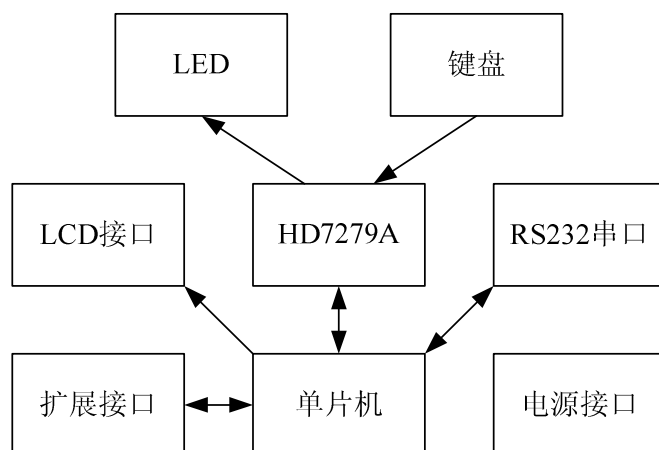 LED
键盘
LCD接口
HD7279A
RS232串口
扩展接口
单片机
电源接口